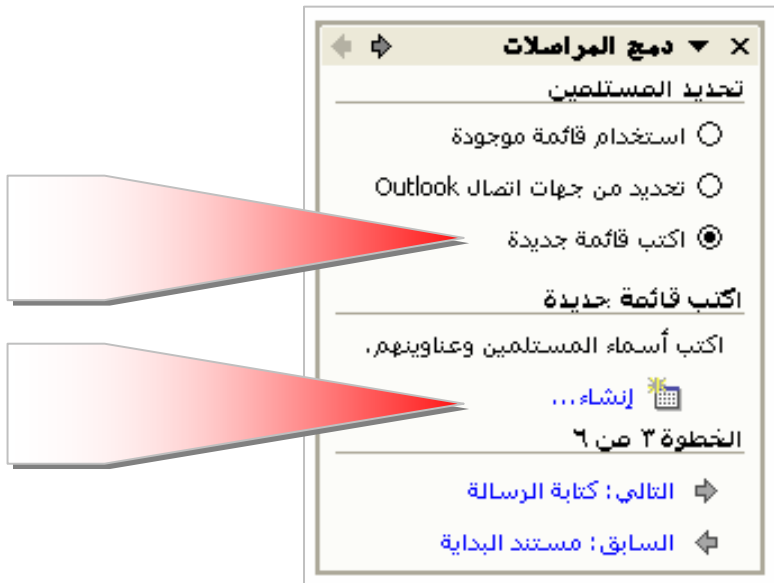 دمج المراصلات
تحديد المستلمين
استخدام قائمة موجودة
تحديد من جهات اتصال Outlook
اكتب قائمة جديدة
اكتب قائمة جديدة
اكتب أسماء المستلمين وعناوينهم.
إنشاء...
الخطوة ٣ من ٦
التالي: كتابة الرسالة
السابق: مستند البداية